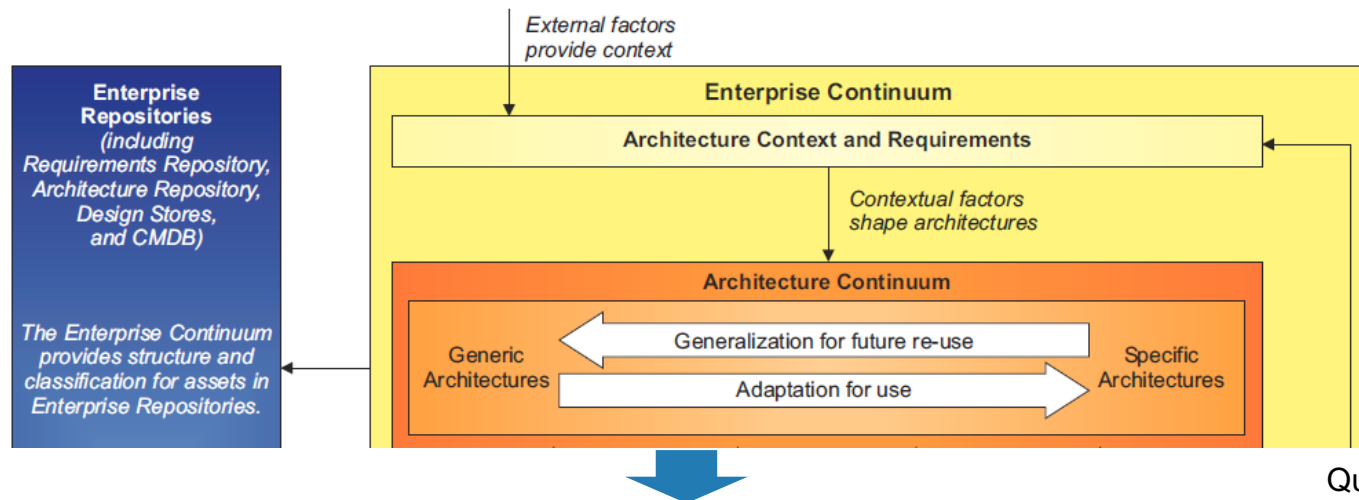 External factors
provide context
Enterprise
Repositories
(including
Requirements Repository,
Architecture Repository,
Design Stores,
and CMDB)
The Enterprise Continuum
provides structure and
classification for assets in
Enterprise Repositories.
Enterprise Continuum
Architecture Context and Requirements
Contextual factors
shape architectures
Architecture Continuum
Generic
Architectures
Generalization for future re-use
Adaptation for use
Specific
Architectures
Qu